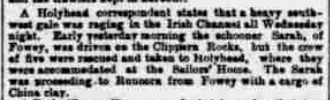 A Holyhead correspondent states that a heavy south-
west gale was raging in the Irish Channel all Wednesday
night. Early yesterday morning the schooner Sarah, of
Fowey, was driven on the Clippera Rocks, but the crew
of five were rescued and taken to Holyhead, where they
were accommodated at the Sailors' Home. The Sarah
was proceeding to Runcorn from Fowey with a cargo of
China clay.